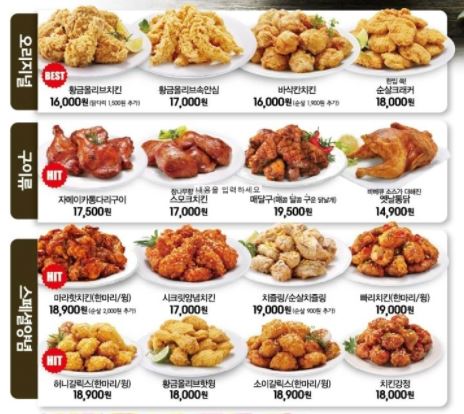 오리지널
BEST
황금올리브치킨
16,000원(닭다리 1,500원 추가)
황금올리브속안심
17,000원
바삭칸치킨
16,000원(순살 1,900원 추가)
한입 쏙!
순살크래커
18,000원
구이류
HIT
자메이카통다리구이
17,500원
참나무향
스모크치킨
17,000원
내용을 입력하세요.
매달구(매콤 달콤 구운 닭날개)
19,500원
바베큐 소스가 더해진
옛날통닭
14,900원
스페셜양념
HIT
마라핫치킨(한마리/윙)
18,900원(순살 2,000원 추가)
시크릿양념치킨
17,000원
치즐링/순살치즐링
19,000원(순살 900원 추가)
빠리치킨(한마리/윙)
19,000원
HIT
허니갈릭스(한마리/윙)
18,900원
황금올리브핫윙
18,000원
소이갈릭스(한마리/윙)
18,900원
치킨강정
18,000원